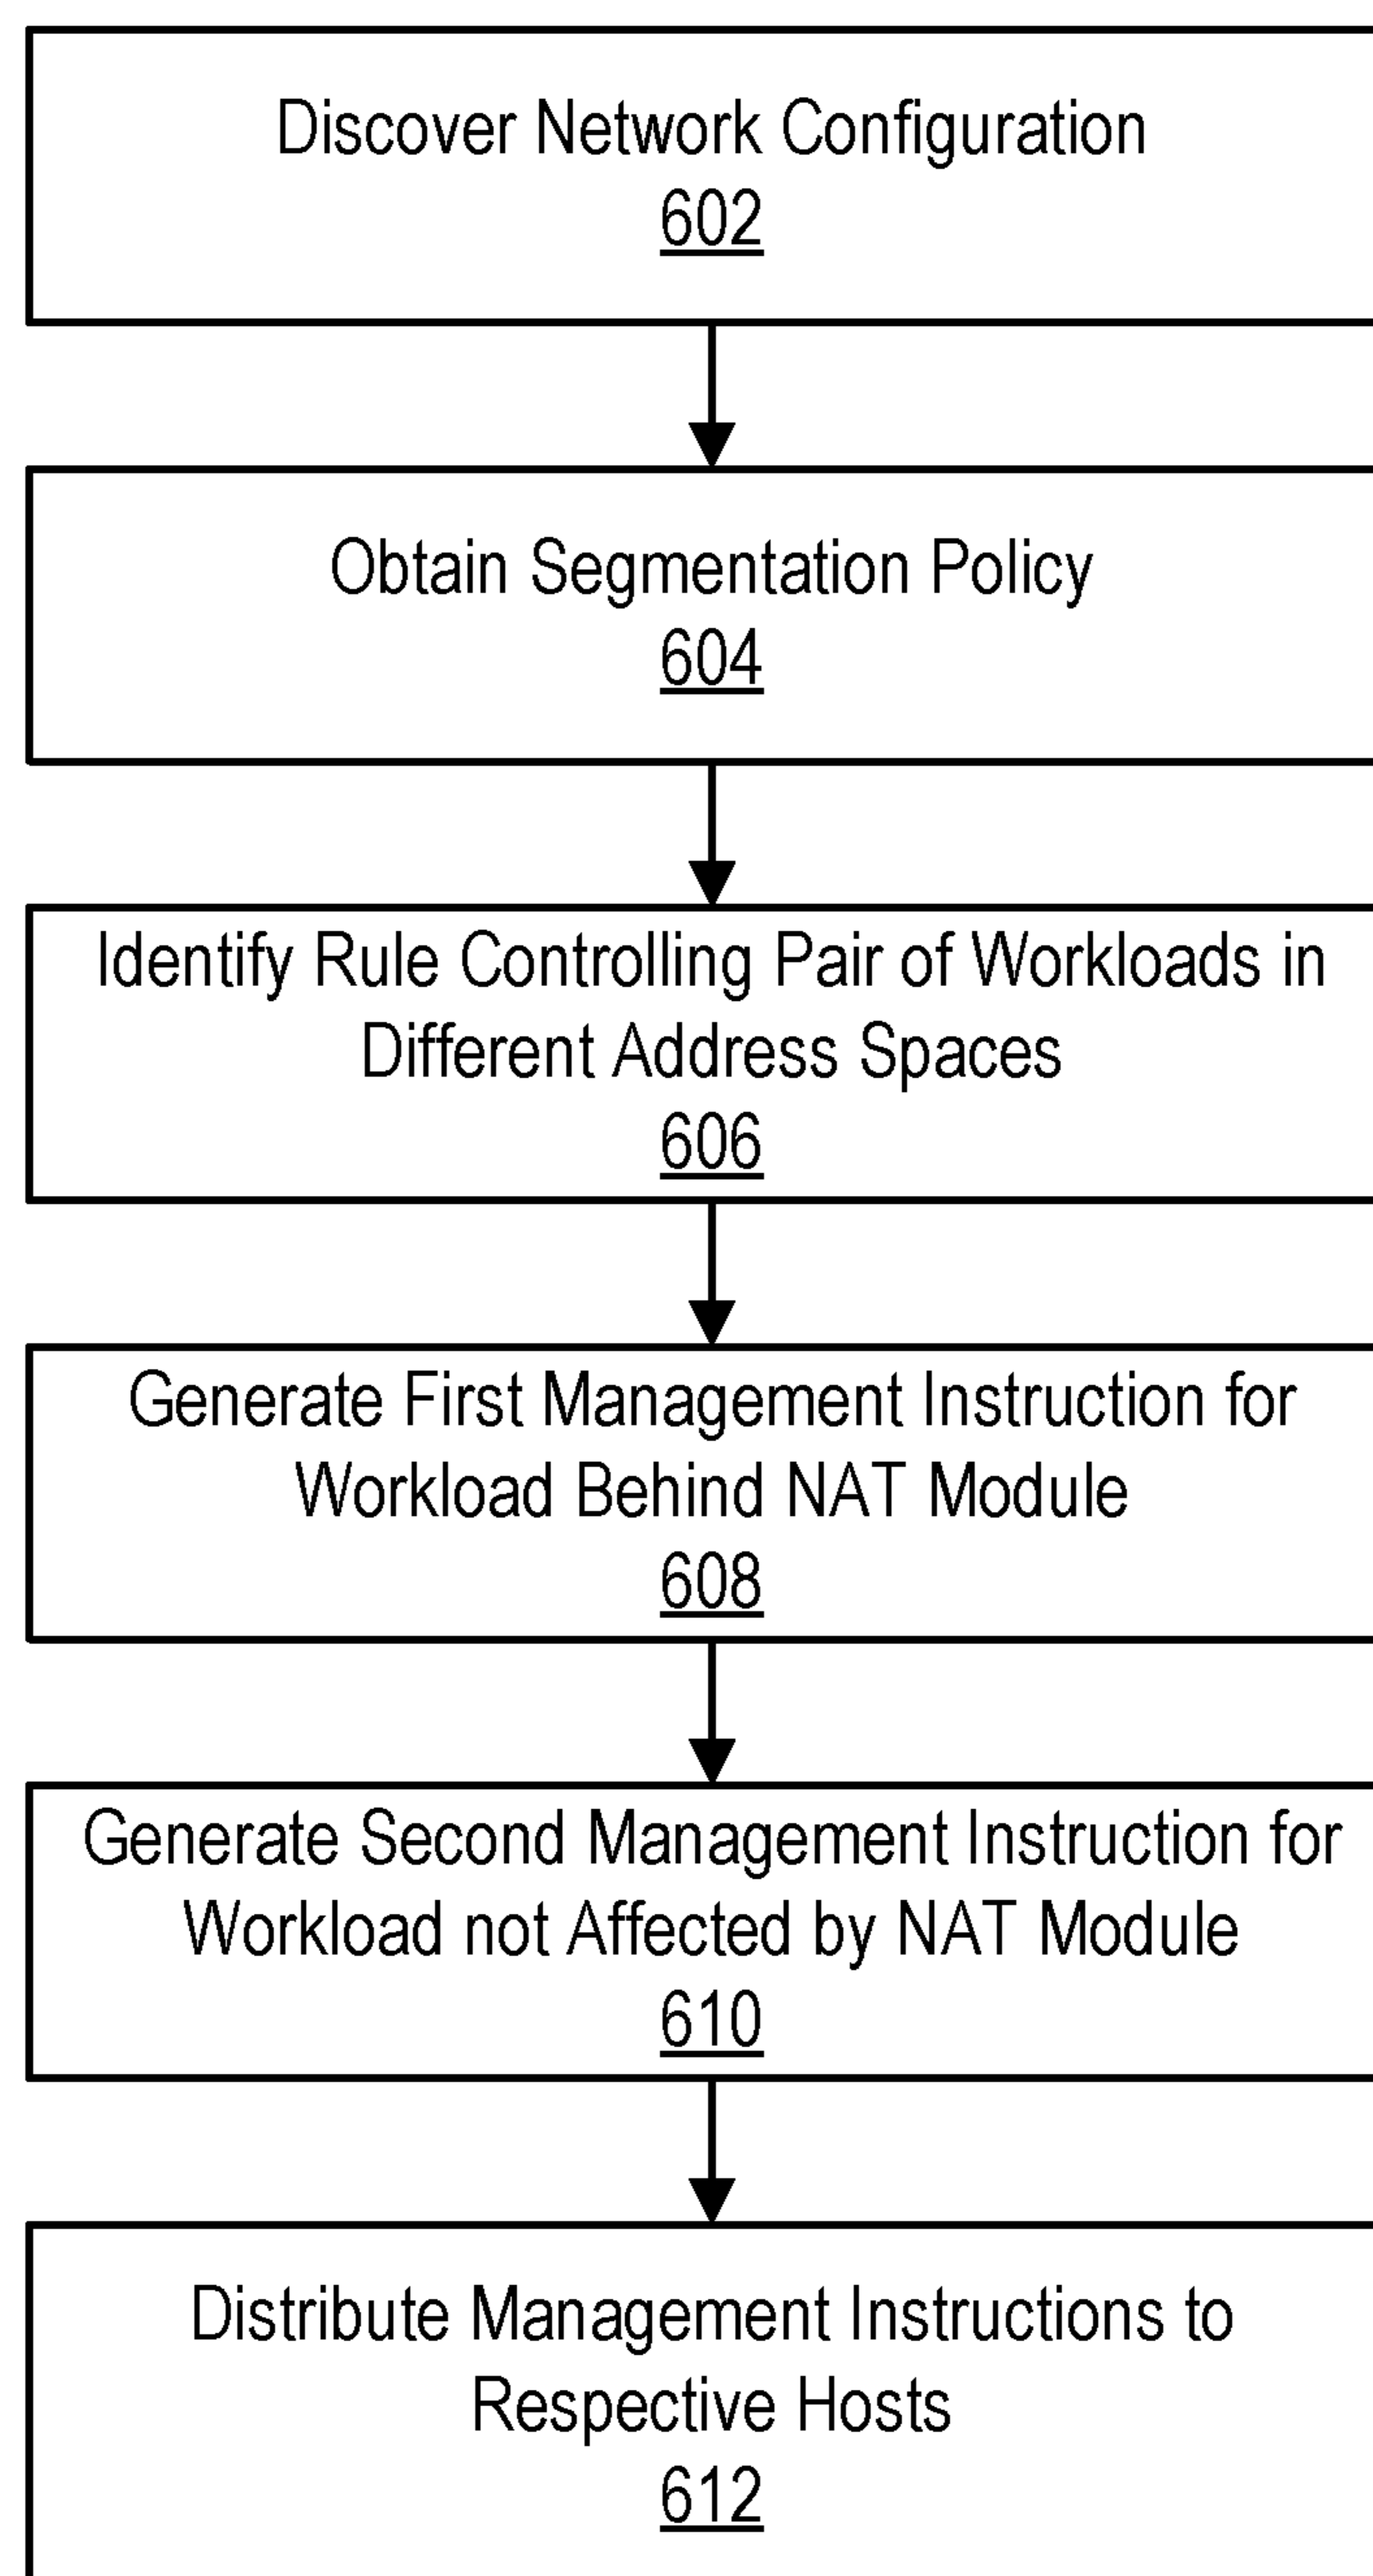 Discover Network Configuration
602
Obtain Segmentation Policy
604
Identify Rule Controlling Pair of Workloads in
Different Address Spaces
606
Generate First Management Instruction for
Workload Behind NAT Module
608
Generate Second Management Instruction for
Workload not Affected by NAT Module
610
Distribute Management Instructions to
Respective Hosts
612